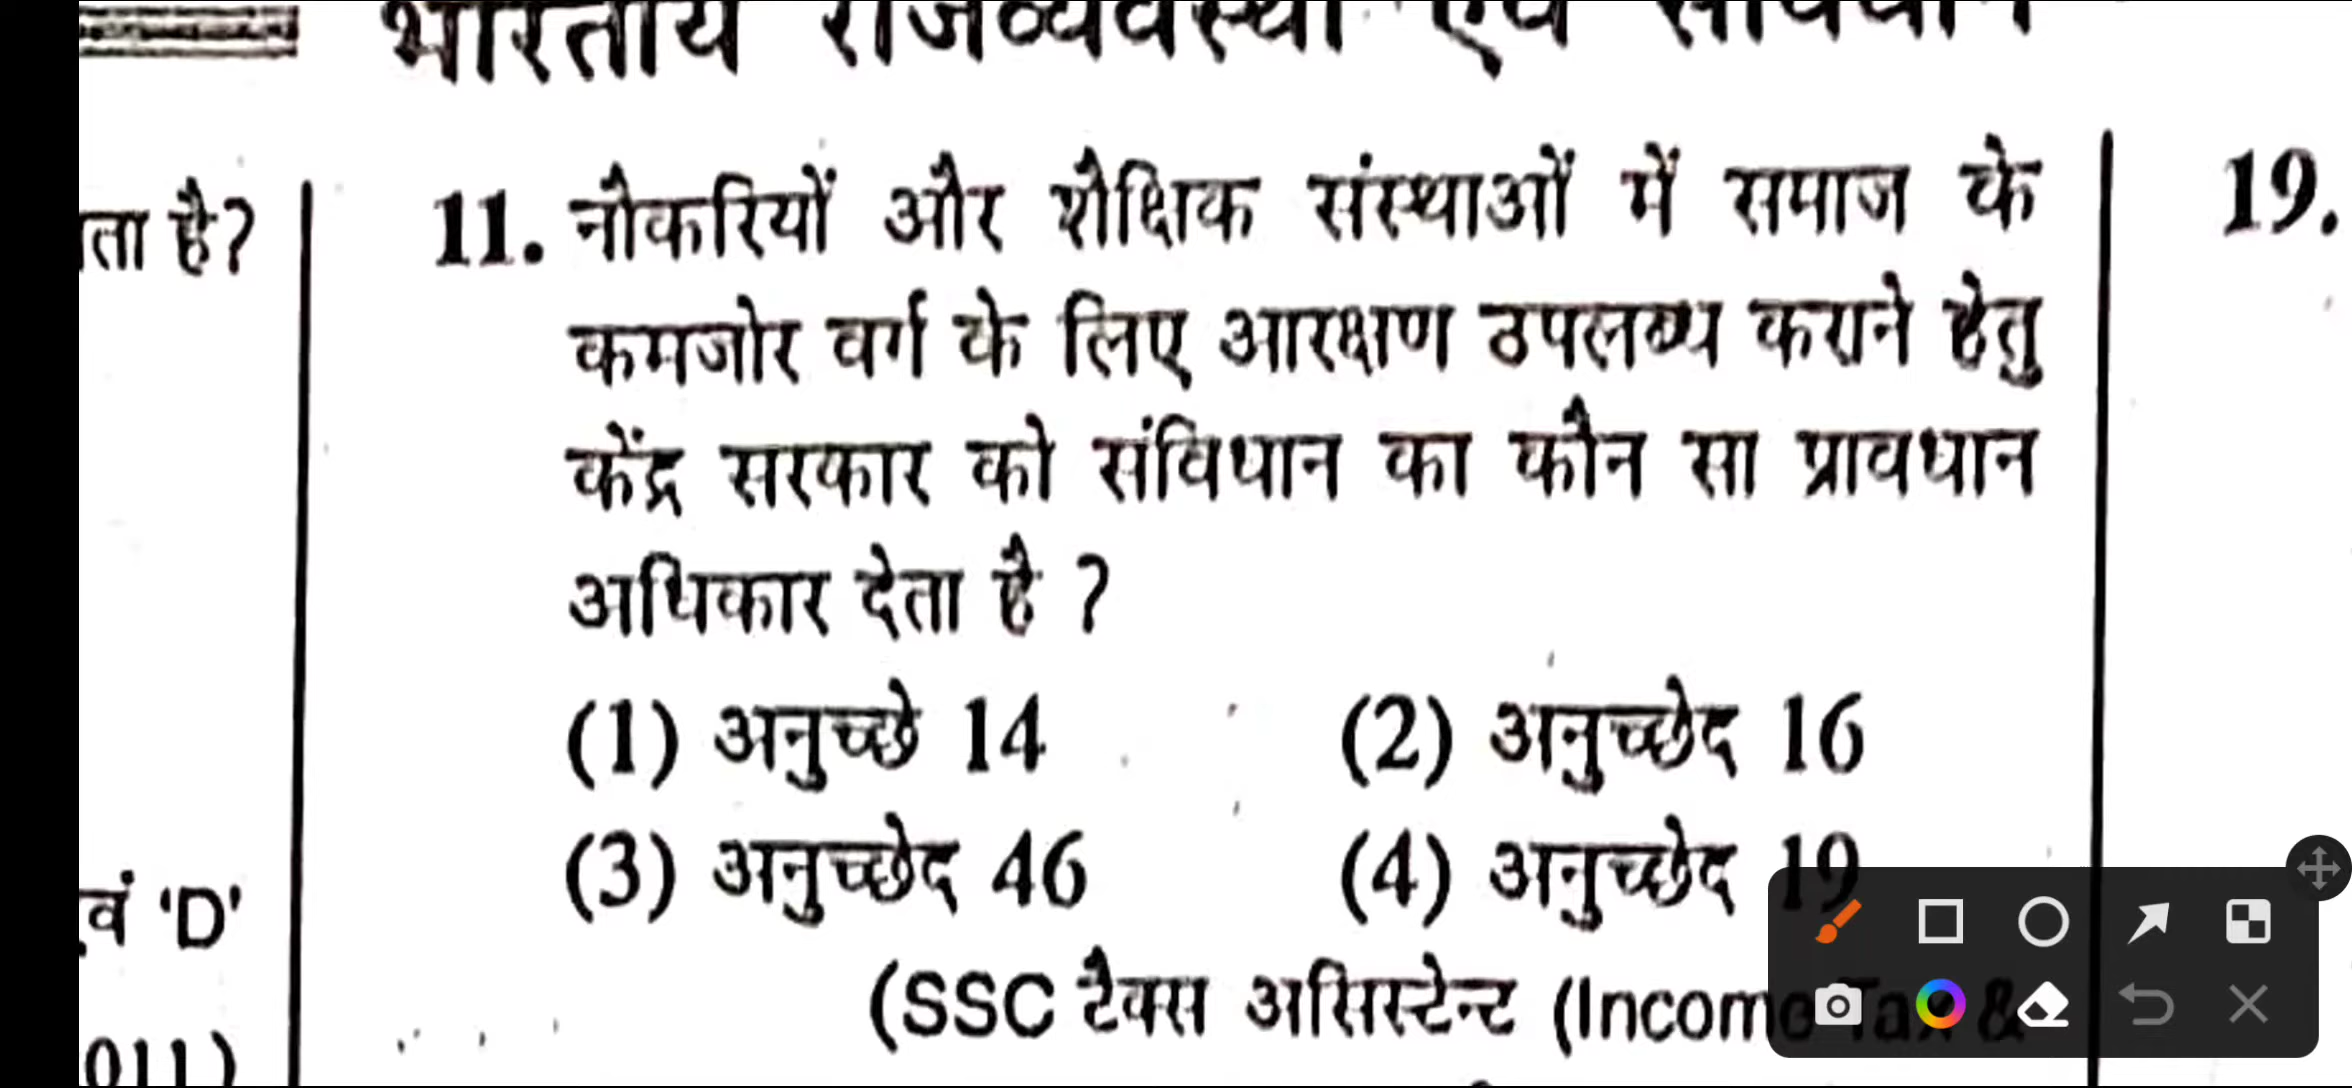 भारतीय राजव्यवस्था एवं संविधान
ता है?
11. नौकरियों और शैक्षिक संस्थाओं में समाज के
कमजोर वर्ग के लिए आरक्षण उपलब्ध कराने हेतु
केंद्र सरकार को संविधान का कौन सा प्रावधान
अधिकार देता है ?
(1) अनुच्छे 14 (2) अनुच्छेद 16
(3) अनुच्छेद 46 (4) अनुच्छेद 19
(SSC टैक्स असिस्टेन्ट (Income Tax &
वं 'D'
011)
19.